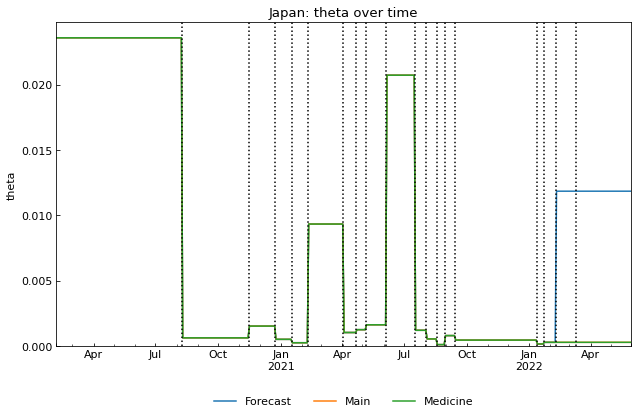 Japan: theta over time
theta
0.020
0.015
0.010
0.005
0.000
Apr Jul Oct Jan Apr Jul Oct Jan Apr
2021 2022
Forecast Main Medicine